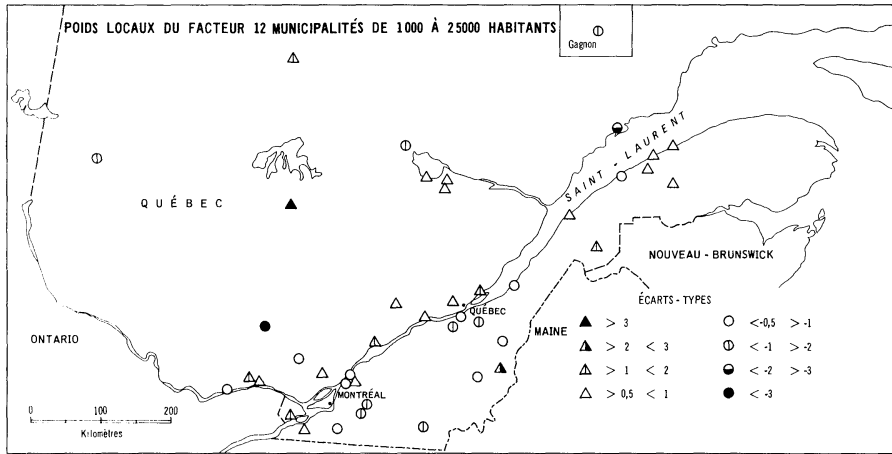 POIDS LOCAUX DU FACTEUR 12 MUNICIPALITÉS DE 1000 À 25000 HABITANTS
Gagnon
SAINT-LAURENT
QUÉBEC
NOUVEAU-BRUNSWICK
QUÉBEC
ÉCARTS-TYPES
MAINE
> 3
> 2 < 3
> 1 < 2
> 0,5 < 1
<-0,5 >-1
<-1 >-2
<-2 >-3
<-3
ONTARIO
MONTRÉAL
0 100 200
Kilomètres